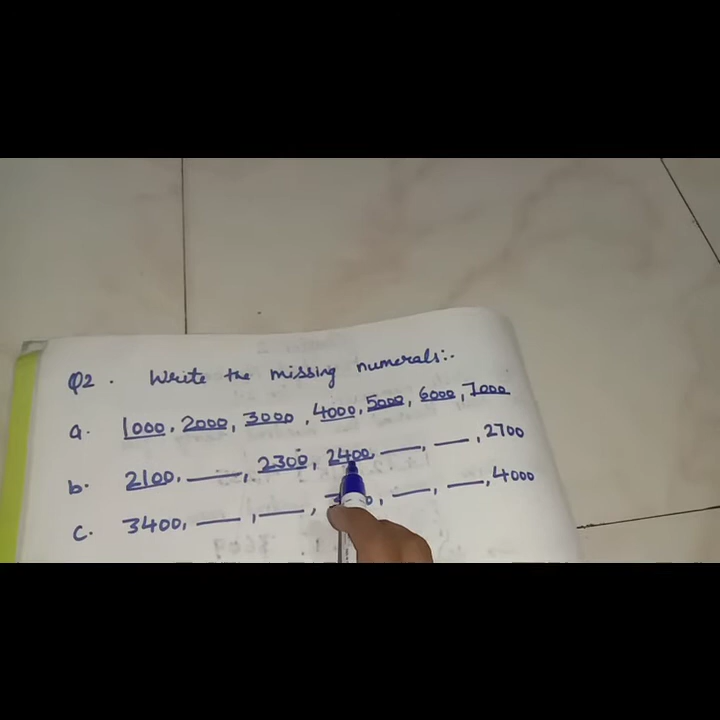 Q2. Write the missing numerals:-
a. 1000, 2000, 3000, 4000, 5000, 6000, 7000
b. 2100, ___, 2300, 2400, ___, ___, 2700
c. 3400, ___, ___, ___, ___, 4000